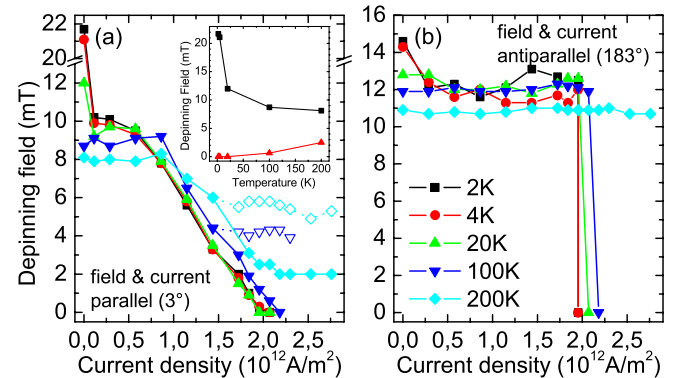 (a)
Depinning field (mT)
22
20
12
10
8
6
4
2
0
0,0 0,5 1,0 1,5 2,0 2,5
Current density (10¹²A/m²)
field & current
parallel (3°)
Depinning Field (mT)
25
20
15
10
5
0
0 50 100 150 200
Temperature (K)
(b)
field & current
antiparallel (183°)
16
14
12
10
8
6
4
2
0
2K
4K
20K
100K
200K
0,0 0,5 1,0 1,5 2,0 2,5
Current density (10¹²A/m²)